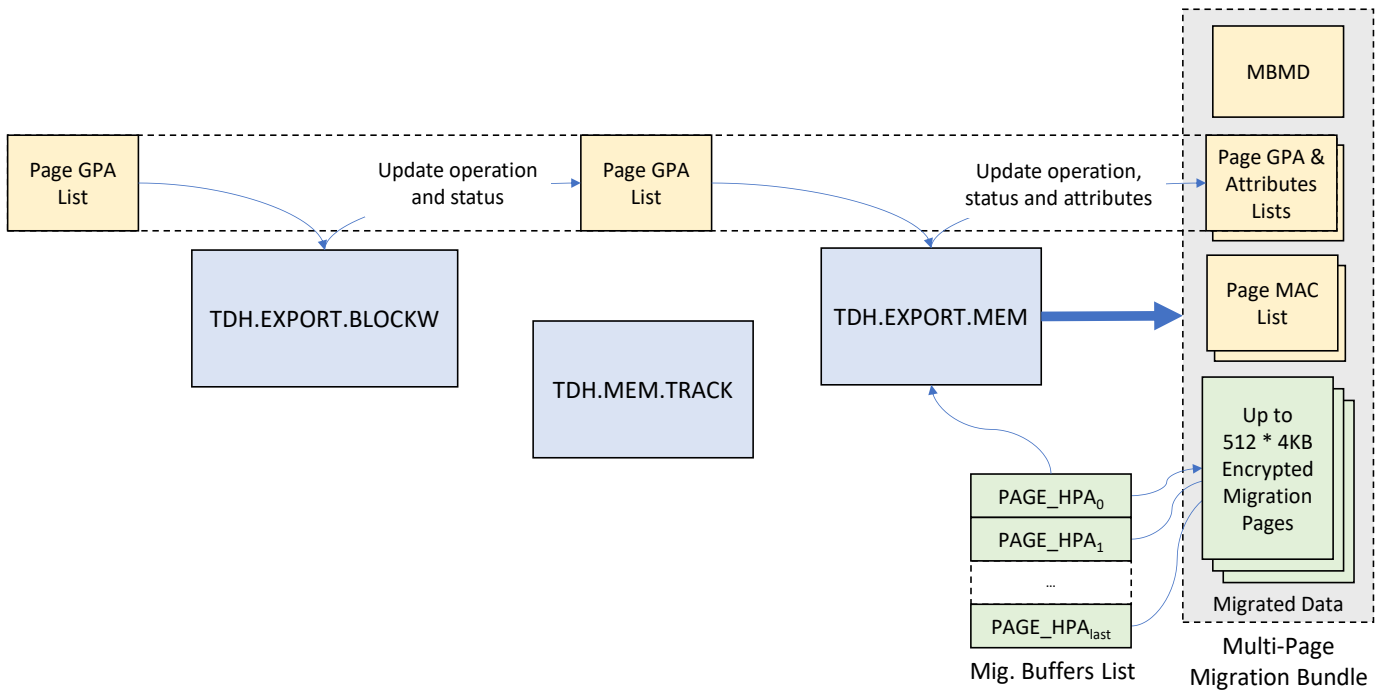 MBMD
Page GPA
List
Update operation
and status
Page GPA
List
Update operation,
status and attributes
Page GPA &
Attributes
Lists
TDH.EXPORT.BLOCKW
TDH.MEM.TRACK
TDH.EXPORT.MEM
Page MAC
List
Up to
512 * 4KB
Encrypted
Migration
Pages
PAGE_HPA0
PAGE_HPA1
...
PAGE_HPAlast
Mig. Buffers List
Migrated Data
Multi-Page
Migration Bundle